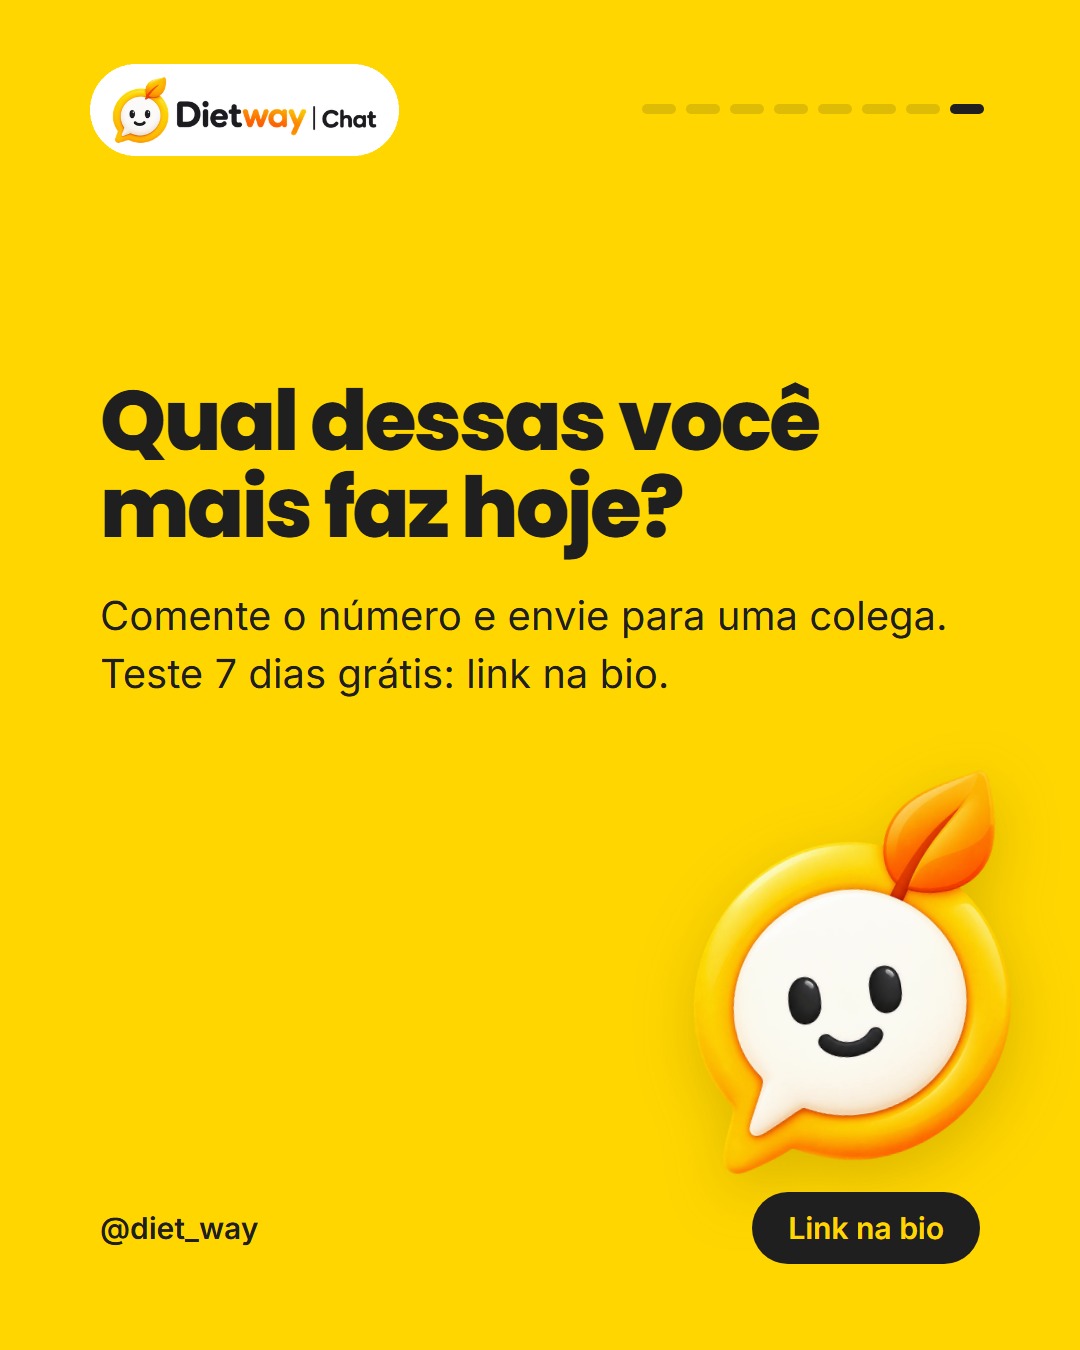 Dietway | Chat
Qual dessas você
mais faz hoje?
Comente o número e envie para uma colega.
Teste 7 dias grátis: link na bio.
@diet_way
Link na bio